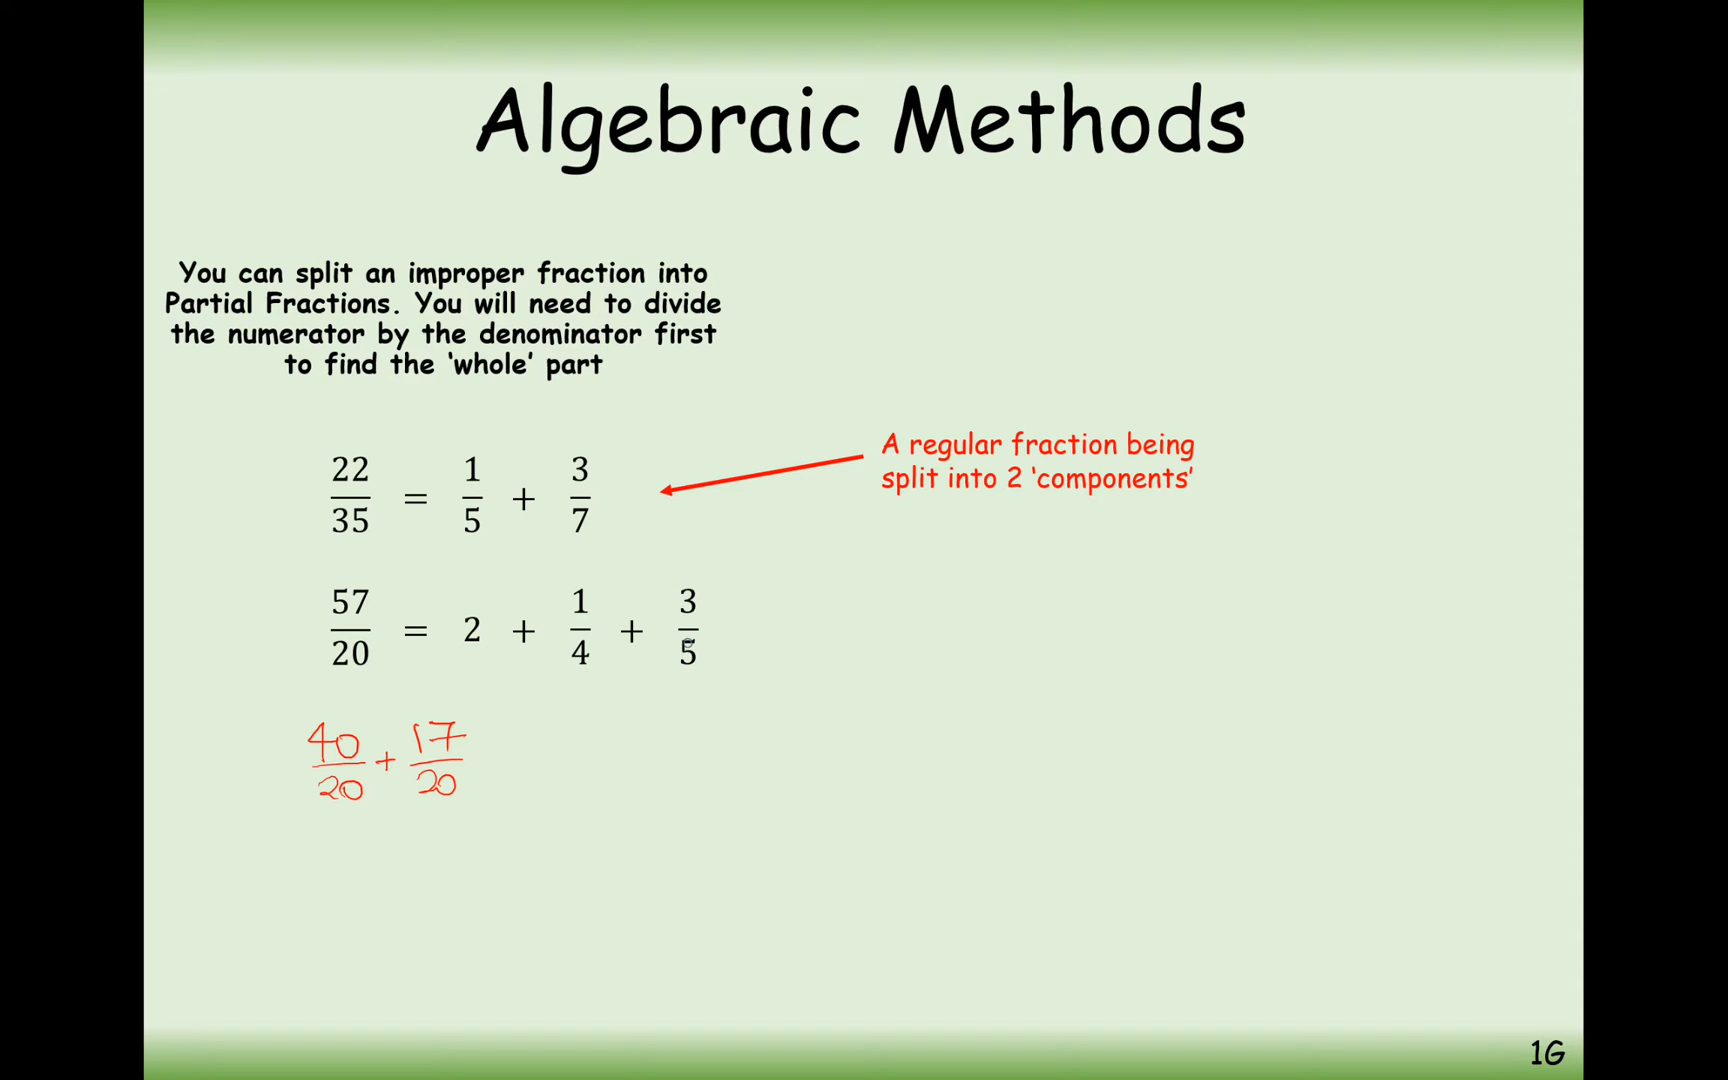 Algebraic Methods
You can split an improper fraction into
Partial Fractions. You will need to divide
the numerator by the denominator first
to find the ‘whole’ part
A regular fraction being
split into 2 ‘components’
22/35 = 1/5 + 3/7
57/20 = 2 + 1/4 + 3/5
40/20 + 17/20
1G